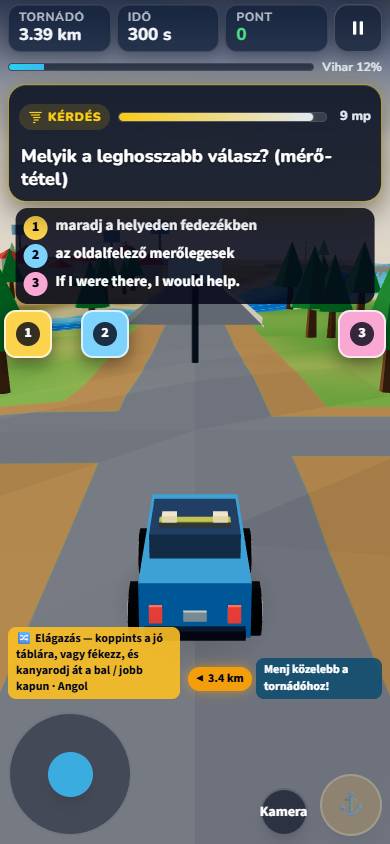 TORNÁDÓ
3.39 km
IDŐ
300 s
PONT
0
Vihar 12%
KÉRDÉS
9 mp
Melyik a leghosszabb válasz? (mérő-
tétel)
1 maradj a helyeden fedezékben
2 az oldalfelező merőlegesek
3 If I were there, I would help.
1
2
3
Elágazás — koppints a jó
táblára, vagy fékezz, és
kanyarodj át a bal / jobb
kapun · Angol
◄ 3.4 km
Menj közelebb a
tornádóhoz!
Kamera